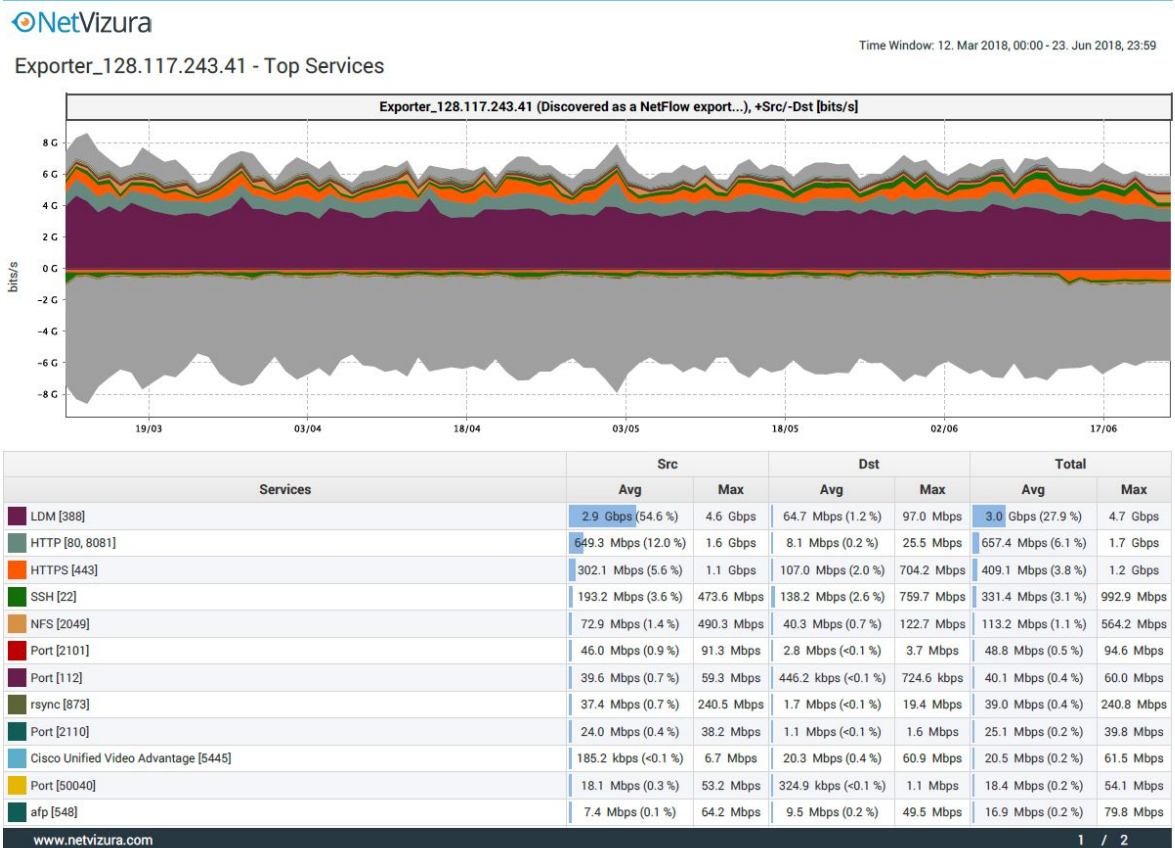 NetVizura
Time Window: 12. Mar 2018, 00:00 - 23. Jun 2018, 23:59
Exporter_128.117.243.41 - Top Services
Exporter_128.117.243.41 (Discovered as a NetFlow export...), +Src/-Dst [bits/s]
bits/s
8 G
6 G
4 G
2 G
0 G
-2 G
-4 G
-6 G
-8 G
19/03 03/04 18/04 03/05 18/05 02/06 17/06
Src Dst Total
Services Avg Max Avg Max Avg Max
LDM [388] 2.9 Gbps (54.6 %) 4.6 Gbps 64.7 Mbps (1.2 %) 97.0 Mbps 3.0 Gbps (27.9 %) 4.7 Gbps
HTTP [80, 8081] 649.3 Mbps (12.0 %) 1.6 Gbps 8.1 Mbps (0.2 %) 25.5 Mbps 657.4 Mbps (6.1 %) 1.7 Gbps
HTTPS [443] 302.1 Mbps (5.6 %) 1.1 Gbps 107.0 Mbps (2.0 %) 704.2 Mbps 409.1 Mbps (3.8 %) 1.2 Gbps
SSH [22] 193.2 Mbps (3.6 %) 473.6 Mbps 138.2 Mbps (2.6 %) 759.7 Mbps 331.4 Mbps (3.1 %) 992.9 Mbps
NFS [2049] 72.9 Mbps (1.4 %) 490.3 Mbps 40.3 Mbps (0.7 %) 122.7 Mbps 113.2 Mbps (1.1 %) 564.2 Mbps
Port [2101] 46.0 Mbps (0.9 %) 91.3 Mbps 2.8 Mbps (<0.1 %) 3.7 Mbps 48.8 Mbps (0.5 %) 94.6 Mbps
Port [112] 39.6 Mbps (0.7 %) 59.3 Mbps 446.2 kbps (<0.1 %) 724.6 kbps 40.1 Mbps (0.4 %) 60.0 Mbps
rsync [873] 37.4 Mbps (0.7 %) 240.5 Mbps 1.7 Mbps (<0.1 %) 19.4 Mbps 39.0 Mbps (0.4 %) 240.8 Mbps
Port [2110] 24.0 Mbps (0.4 %) 38.2 Mbps 1.1 Mbps (<0.1 %) 1.6 Mbps 25.1 Mbps (0.2 %) 39.8 Mbps
Cisco Unified Video Advantage [5445] 185.2 kbps (<0.1 %) 6.7 Mbps 20.3 Mbps (0.4 %) 60.9 Mbps 20.5 Mbps (0.2 %) 61.5 Mbps
Port [50040] 18.1 Mbps (0.3 %) 53.2 Mbps 324.9 kbps (<0.1 %) 1.1 Mbps 18.4 Mbps (0.2 %) 54.1 Mbps
afp [548] 7.4 Mbps (0.1 %) 64.2 Mbps 9.5 Mbps (0.2 %) 49.5 Mbps 16.9 Mbps (0.2 %) 79.8 Mbps
www.netvizura.com 1 / 2